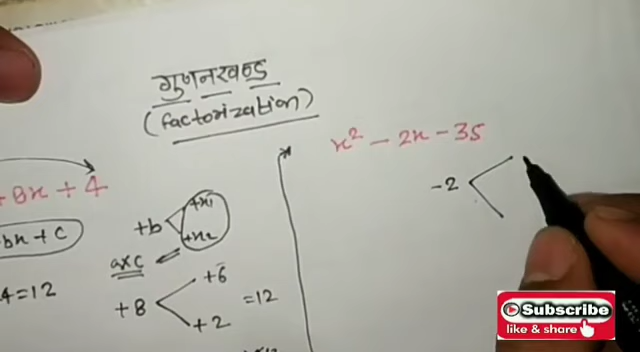 गुणनखण्ड
(factorization)
+8x + 4
bx + c
4=12
+b
+x1
+x2
axc
+8
+6
+2
=12
*
x² - 2x - 35
-2
Subscribe
like & share